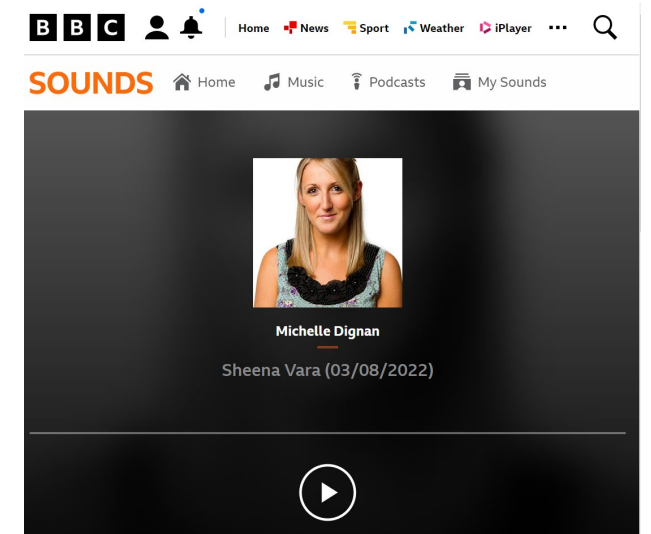 BBC Home News Sport Weather iPlayer
SOUNDS Home Music Podcasts My Sounds
Michelle Dignan
Sheena Vara (03/08/2022)